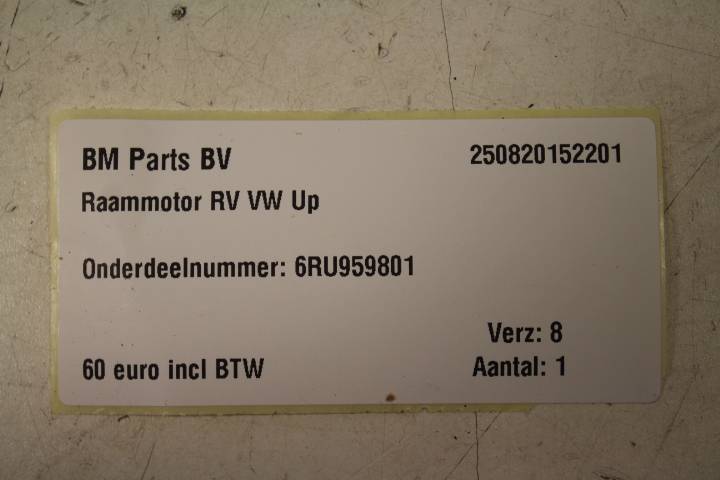 BM Parts BV 250820152201
Raammotor RV VW Up
Onderdeelnummer: 6RU959801
Verz: 8
60 euro incl BTW Aantal: 1